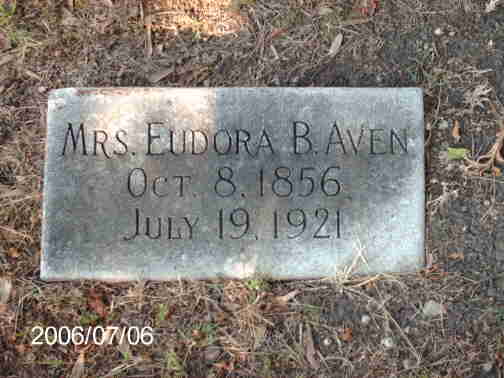 MRS. EUDORA B. AVEN
OCT. 8, 1856
JULY 19, 1921
2006/07/06